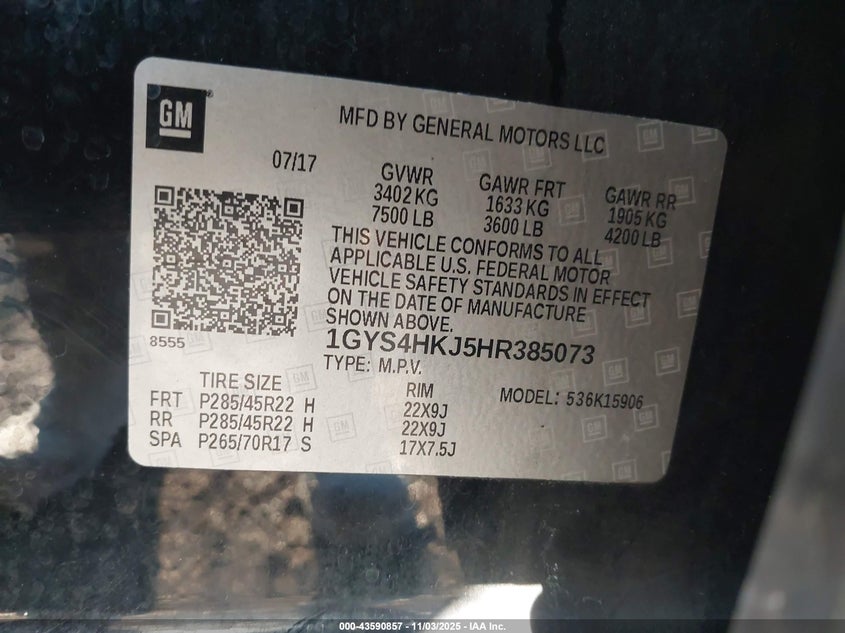 GM
MFD BY GENERAL MOTORS LLC
07/17
GVWR
3402 KG
7500 LB
GAWR FRT
1633 KG
3600 LB
GAWR RR
1905 KG
4200 LB
THIS VEHICLE CONFORMS TO ALL
APPLICABLE U.S. FEDERAL MOTOR
VEHICLE SAFETY STANDARDS IN EFFECT
ON THE DATE OF MANUFACTURE
SHOWN ABOVE.
8555
1GYS4HKJ5HR385073
TYPE: M.P.V.
TIRE SIZE
RIM
MODEL: 536K15906
FRT P285/45R22 H 22X9J
RR P285/45R22 H 22X9J
SPA P265/70R17 S 17X7.5J
000-43590857 - 11/03/2025 - IAA Inc.